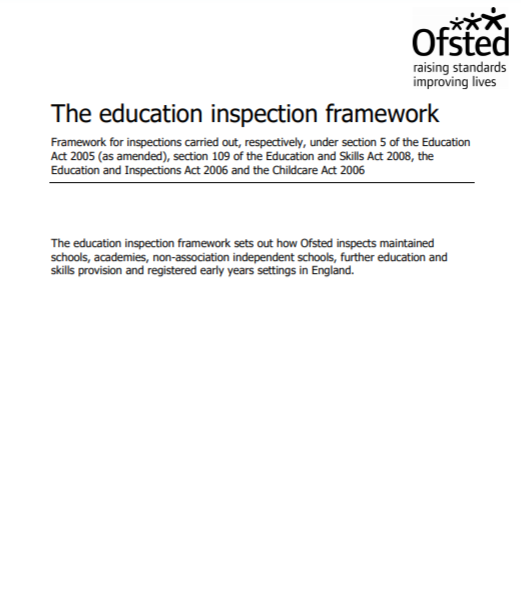 Ofsted
raising standards
improving lives
The education inspection framework
Framework for inspections carried out, respectively, under section 5 of the Education
Act 2005 (as amended), section 109 of the Education and Skills Act 2008, the
Education and Inspections Act 2006 and the Childcare Act 2006
The education inspection framework sets out how Ofsted inspects maintained
schools, academies, non-association independent schools, further education and
skills provision and registered early years settings in England.